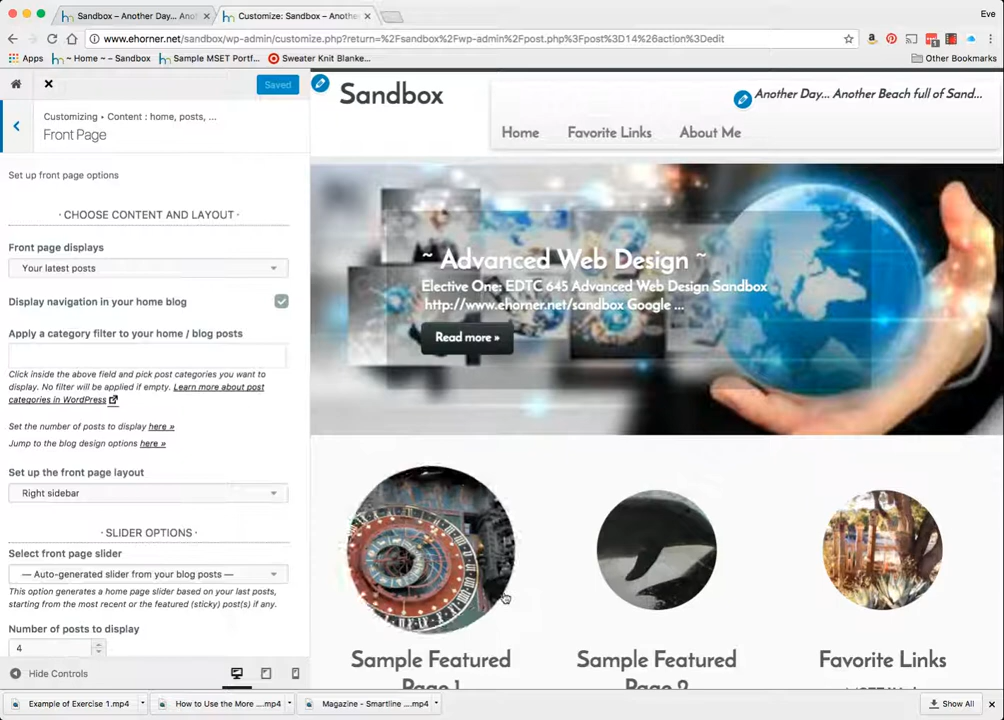 Sandbox – Another Day... Ano
Customize: Sandbox – Anothe
Eve
www.ehorner.net/sandbox/wp-admin/customize.php?return=%2Fsandbox%2Fwp-admin%2Fpost.php%3Fpost%3D14%26action%3Dedit
Apps
~ Home ~ – Sandbox
Sample MSET Portf...
Sweater Knit Blanke...
Other Bookmarks
Saved
Customizing • Content : home, posts, ...
Front Page
Set up front page options
· CHOOSE CONTENT AND LAYOUT ·
Front page displays
Your latest posts
Display navigation in your home blog
Apply a category filter to your home / blog posts
Click inside the above field and pick post categories you want to
display. No filter will be applied if empty. Learn more about post
categories in WordPress
Set the number of posts to display here »
Jump to the blog design options here »
Set up the front page layout
Right sidebar
· SLIDER OPTIONS ·
Select front page slider
— Auto-generated slider from your blog posts —
This option generates a home page slider based on your last posts,
starting from the most recent or the featured (sticky) post(s) if any.
Number of posts to display
4
Hide Controls
Sandbox
Another Day... Another Beach full of Sand...
Home
Favorite Links
About Me
~ Advanced Web Design ~
Elective One: EDTC 645 Advanced Web Design Sandbox
http://www.ehorner.net/sandbox Google ...
Read more »
Sample Featured
Page 1
Sample Featured
Page 2
Favorite Links
Example of Exercise 1.mp4
How to Use the More ....mp4
Magazine - Smartline ....mp4
Show All